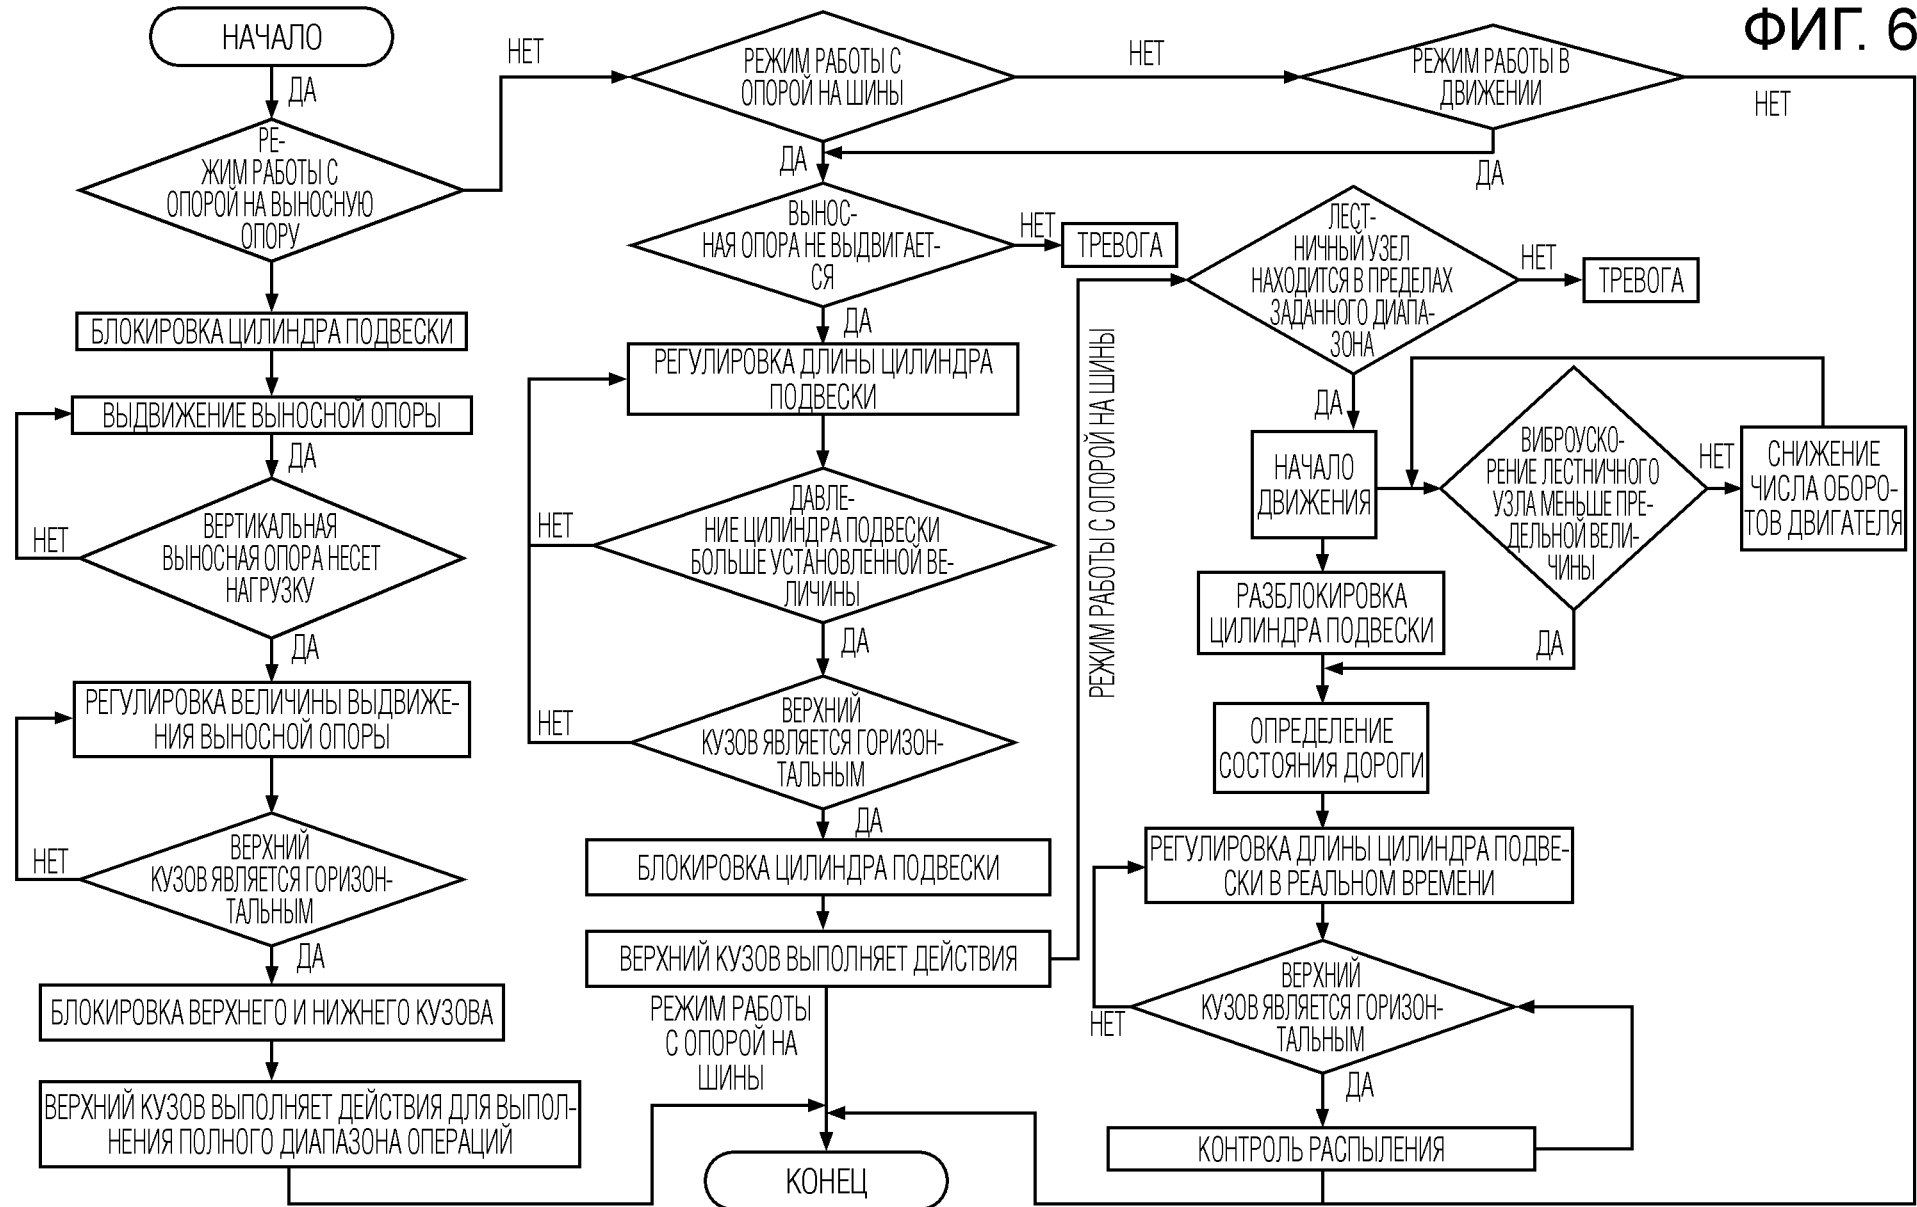 ФИГ. 6
НАЧАЛО
ДА
РЕ-
ЖИМ РАБОТЫ С
ОПОРОЙ НА ВЫНОСНУЮ
ОПОРУ
НЕТ
БЛОКИРОВКА ЦИЛИНДРА ПОДВЕСКИ
ВЫДВИЖЕНИЕ ВЫНОСНОЙ ОПОРЫ
ДА
ВЕРТИКАЛЬНАЯ
ВЫНОСНАЯ ОПОРА НЕСЕТ
НАГРУЗКУ
НЕТ
ДА
РЕГУЛИРОВКА ВЕЛИЧИНЫ ВЫДВИЖЕ-
НИЯ ВЫНОСНОЙ ОПОРЫ
ВЕРХНИЙ
КУЗОВ ЯВЛЯЕТСЯ ГОРИЗОН-
ТАЛЬНЫМ
НЕТ
ДА
БЛОКИРОВКА ВЕРХНЕГО И НИЖНЕГО КУЗОВА
ВЕРХНИЙ КУЗОВ ВЫПОЛНЯЕТ ДЕЙСТВИЯ ДЛЯ ВЫПОЛ-
НЕНИЯ ПОЛНОГО ДИАПАЗОНА ОПЕРАЦИЙ
РЕЖИМ РАБОТЫ С
ОПОРОЙ НА ШИНЫ
НЕТ
ДА
ВЫНОС-
НАЯ ОПОРА НЕ ВЫДВИГАЕТ-
СЯ
НЕТ
ТРЕВОГА
ДА
РЕГУЛИРОВКА ДЛИНЫ ЦИЛИНДРА
ПОДВЕСКИ
ДАВЛЕ-
НИЕ ЦИЛИНДРА ПОДВЕСКИ
БОЛЬШЕ УСТАНОВЛЕННОЙ ВЕ-
ЛИЧИНЫ
НЕТ
ДА
ВЕРХНИЙ
КУЗОВ ЯВЛЯЕТСЯ ГОРИЗОН-
ТАЛЬНЫМ
НЕТ
ДА
БЛОКИРОВКА ЦИЛИНДРА ПОДВЕСКИ
ВЕРХНИЙ КУЗОВ ВЫПОЛНЯЕТ ДЕЙСТВИЯ
РЕЖИМ РАБОТЫ
С ОПОРОЙ НА
ШИНЫ
КОНЕЦ
РЕЖИМ РАБОТЫ С ОПОРОЙ НА ШИНЫ
РЕЖИМ РАБОТЫ В
ДВИЖЕНИИ
НЕТ
ДА
ЛЕСТ-
НИЧНЫЙ УЗЕЛ
НАХОДИТСЯ В ПРЕДЕЛАХ
ЗАДАННОГО ДИАПА-
ЗОНА
НЕТ
ТРЕВОГА
ДА
НАЧАЛО
ДВИЖЕНИЯ
ВИБРОУСКО-
РЕНИЕ ЛЕСТНИЧНОГО
УЗЛА МЕНЬШЕ ПРЕ-
ДЕЛЬНОЙ ВЕЛИ-
ЧИНЫ
НЕТ
СНИЖЕНИЕ
ЧИСЛА ОБОРО-
ТОВ ДВИГАТЕЛЯ
ДА
РАЗБЛОКИРОВКА
ЦИЛИНДРА ПОДВЕСКИ
ОПРЕДЕЛЕНИЕ
СОСТОЯНИЯ ДОРОГИ
РЕГУЛИРОВКА ДЛИНЫ ЦИЛИНДРА ПОДВЕ-
СКИ В РЕАЛЬНОМ ВРЕМЕНИ
ВЕРХНИЙ
КУЗОВ ЯВЛЯЕТСЯ ГОРИЗОН-
ТАЛЬНЫМ
НЕТ
ДА
КОНТРОЛЬ РАСПЫЛЕНИЯ